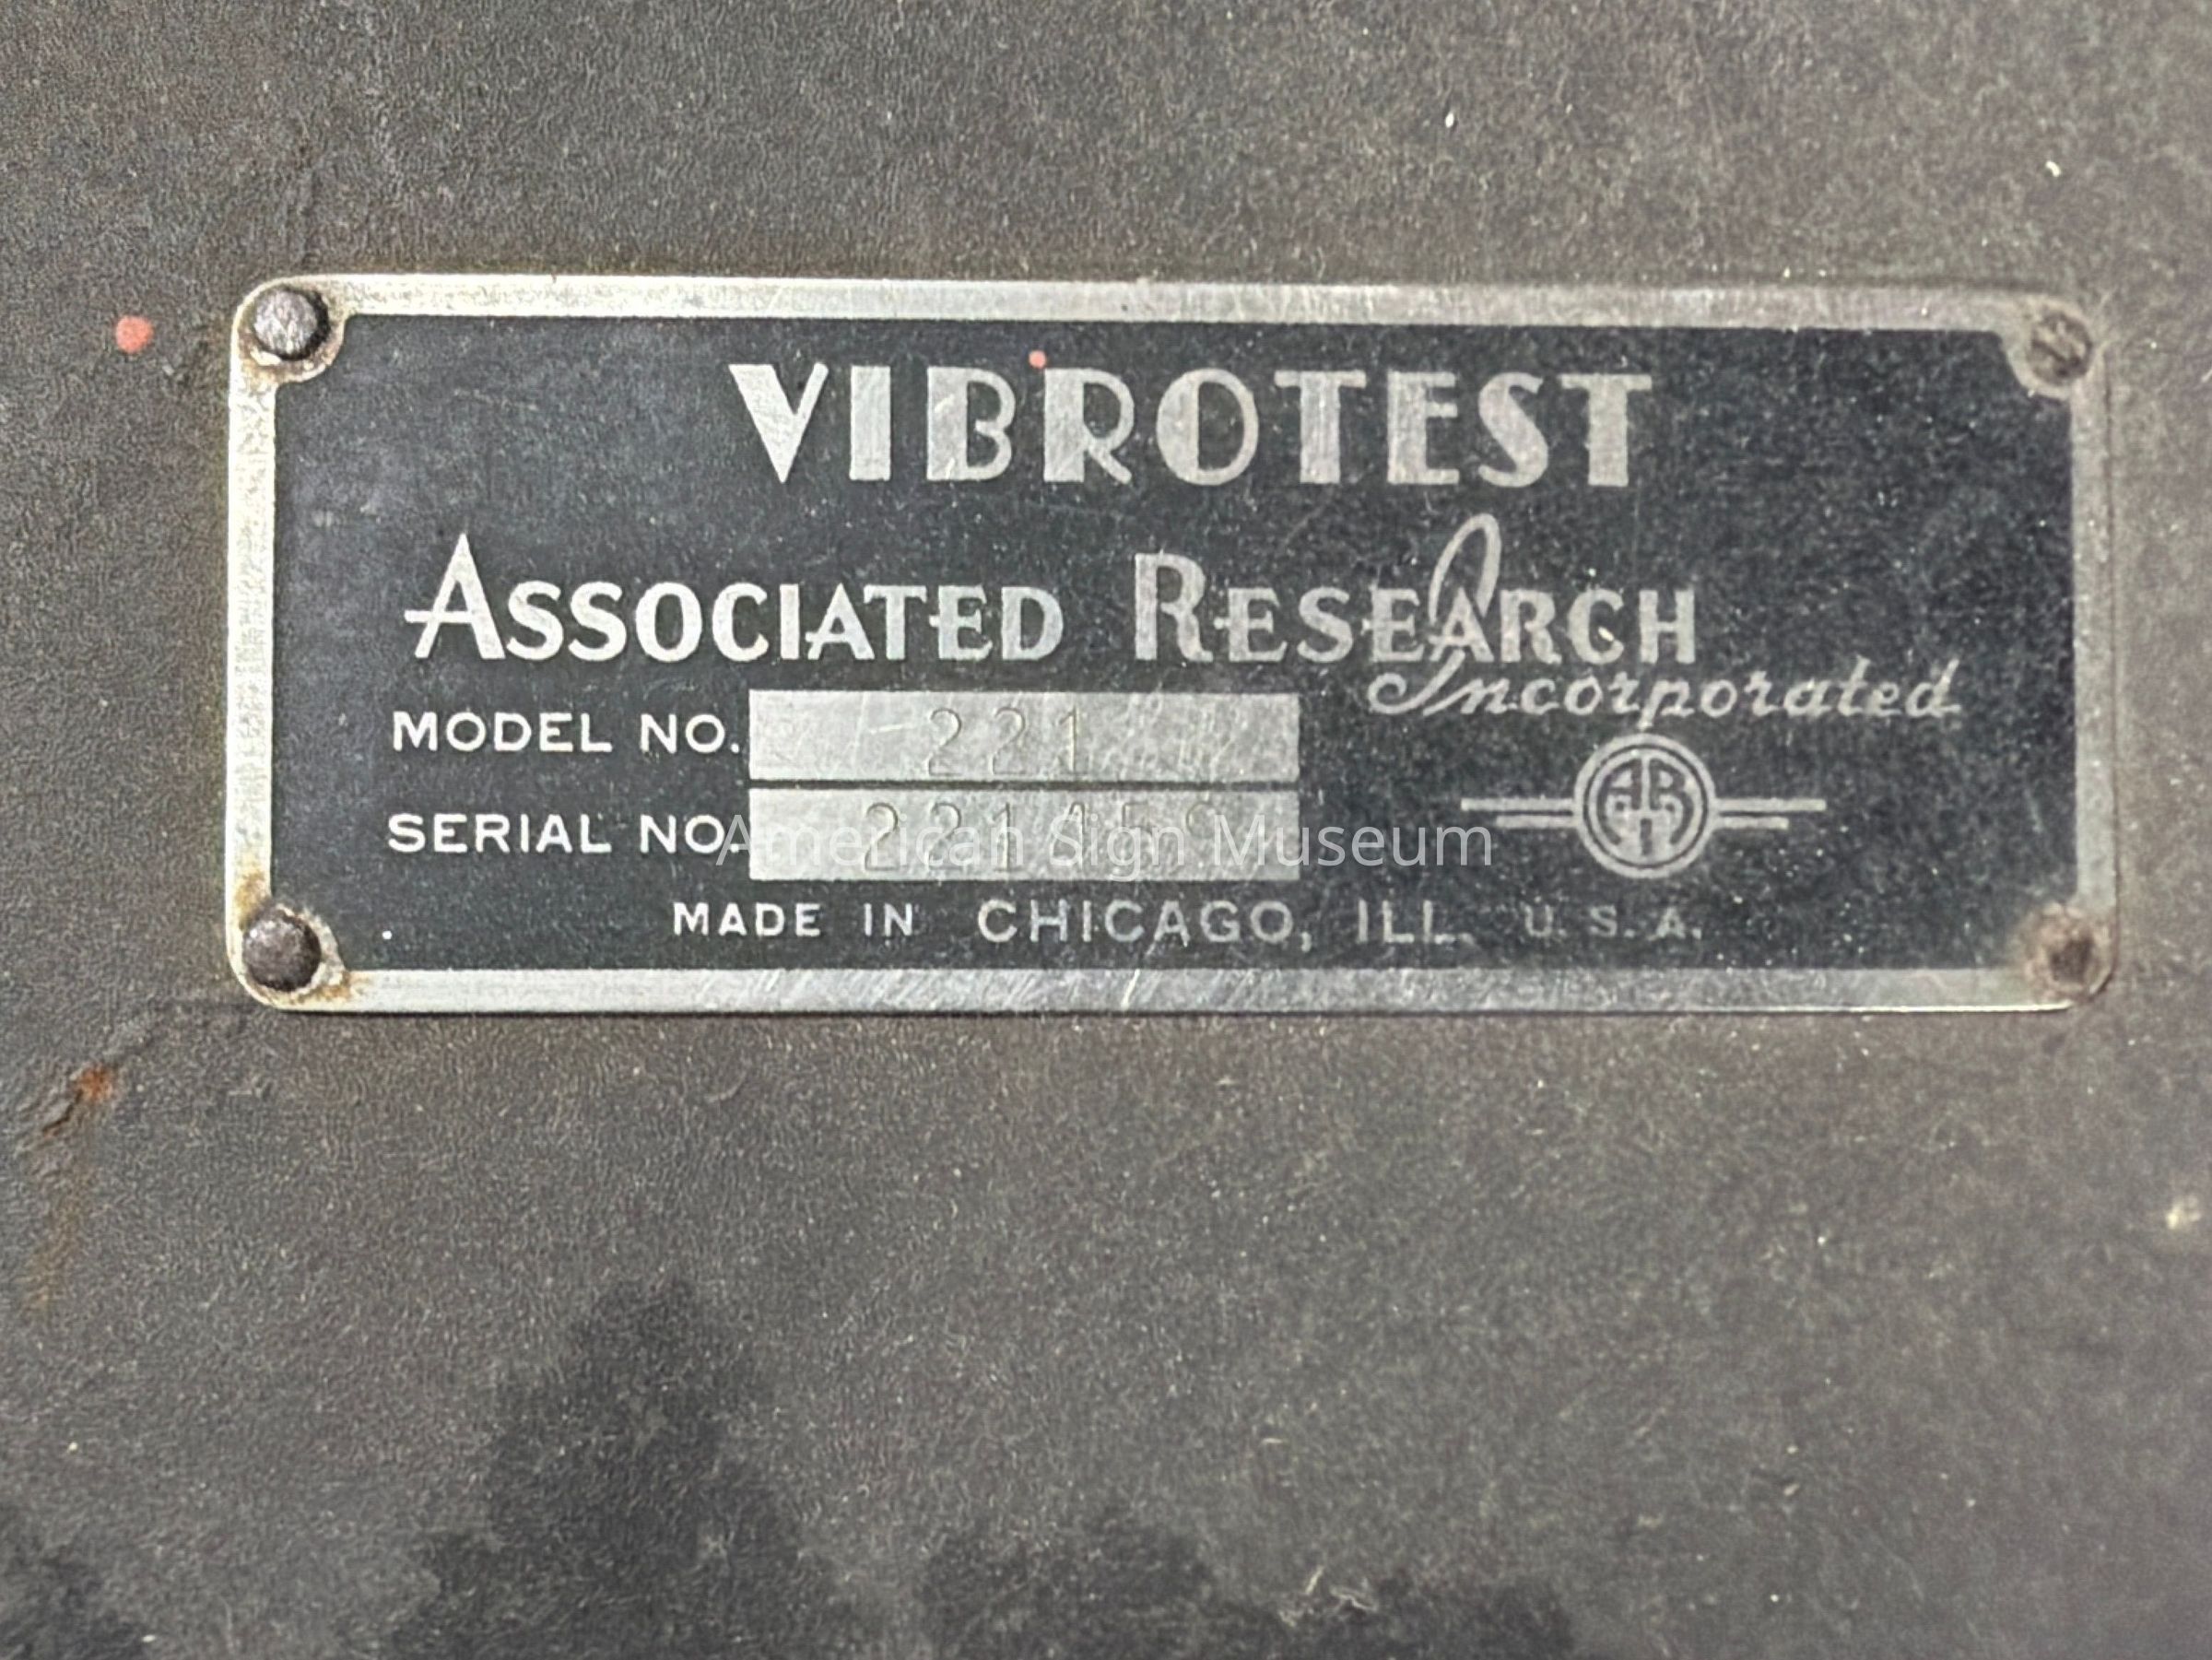 VIBROTEST
ASSOCIATED RESEARCH
Incorporated
MODEL NO. 221
SERIAL NO.
American Sign Museum
MADE IN CHICAGO, ILL. U. S. A.